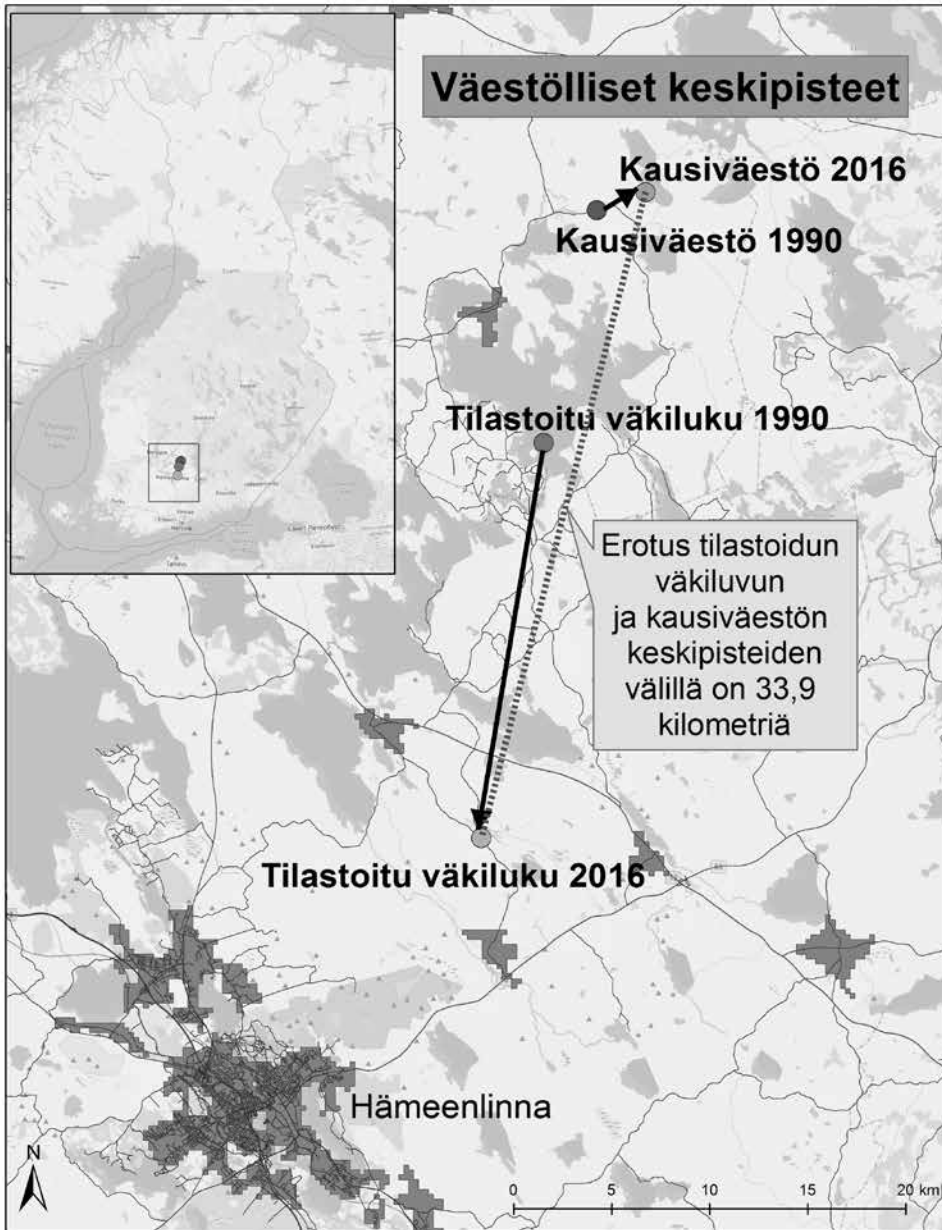 Väestölliset keskipisteet
Kausiväestö 2016
Kausiväestö 1990
Tilastoitu väkiluku 1990
Erotus tilastoidun
väkiluvun
ja kausiväestön
keskipisteiden
välillä on 33,9
kilometriä
Tilastoitu väkiluku 2016
Hämeenlinna
N
0 5 10 15 20 km